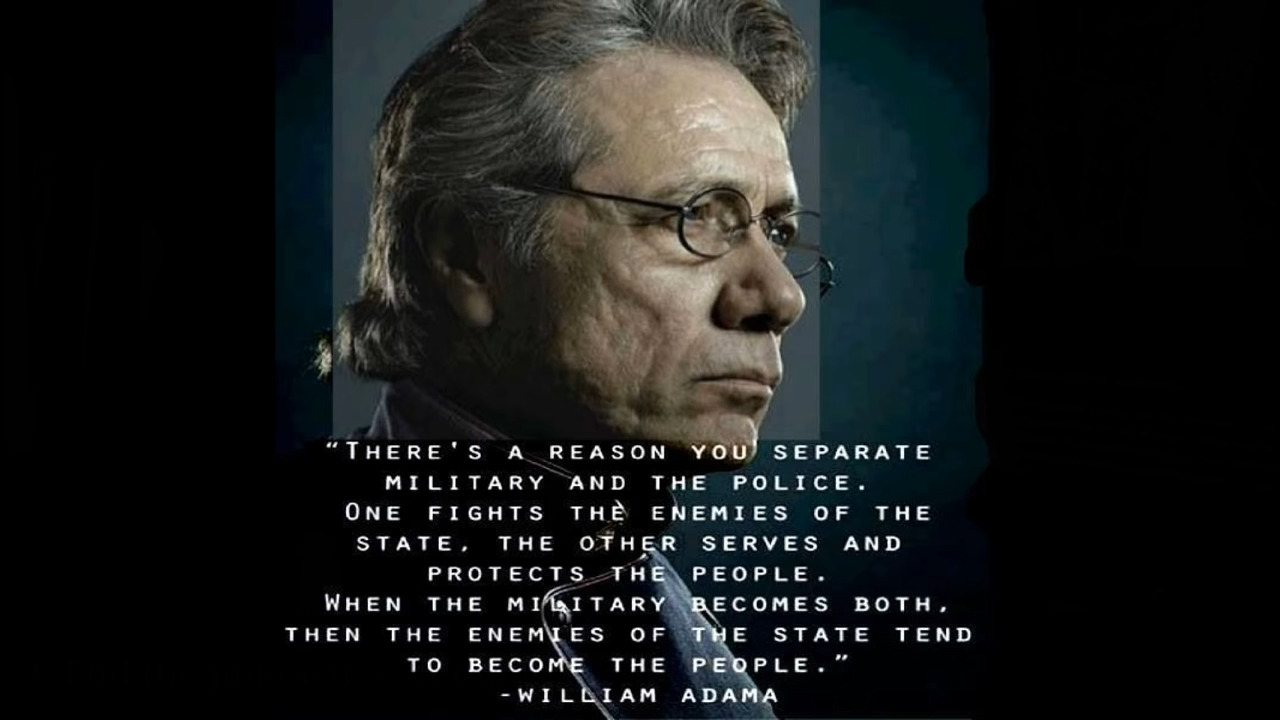 “There's a reason you separate
military and the police.
One fights the enemies of the
state, the other serves and
protects the people.
When the military becomes both,
then the enemies of the state tend
to become the people.”
-William Adama